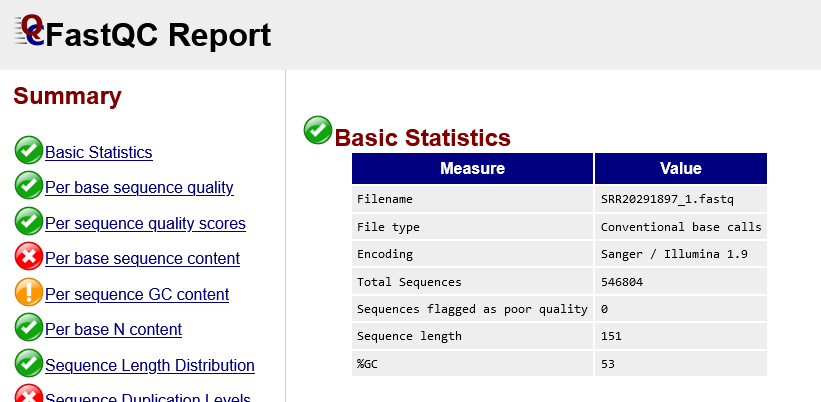 FastQC Report
Summary
Basic Statistics
Per base sequence quality
Per sequence quality scores
Per base sequence content
Per sequence GC content
Per base N content
Sequence Length Distribution
Sequence Duplication Levels
Basic Statistics
Measure Value
Filename SRR20291897_1.fastq
File type Conventional base calls
Encoding Sanger / Illumina 1.9
Total Sequences 546804
Sequences flagged as poor quality 0
Sequence length 151
%GC 53